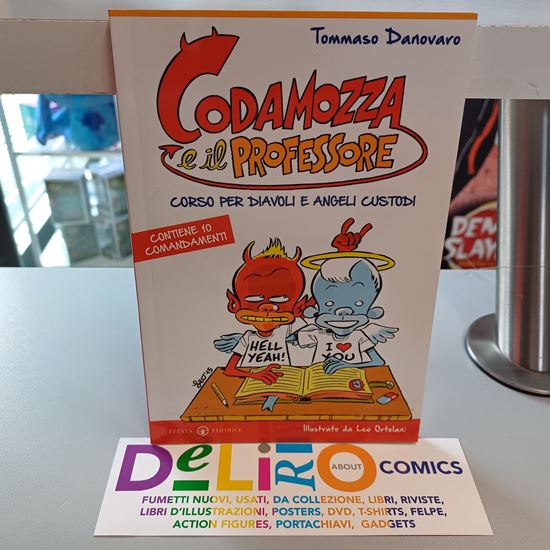 Tommaso Danovaro
CODAMOZZA
e il PROFESSORE
CORSO PER DIAVOLI E ANGELI CUSTODI
CONTIENE 10
COMANDAMENTI
HELL
YEAH!
I ♥
YOU
EFFATÀ EDITRICE
Illustrato da Leo Ortolani
DeLiRiO ABOUT COMICS
FUMETTI NUOVI, USATI, DA COLLEZIONE, LIBRI, RIVISTE,
LIBRI D'ILLUSTRAZIONI, POSTERS, DVD, T-SHIRTS, FELPE,
ACTION FIGURES, PORTACHIAVI, GADGETS